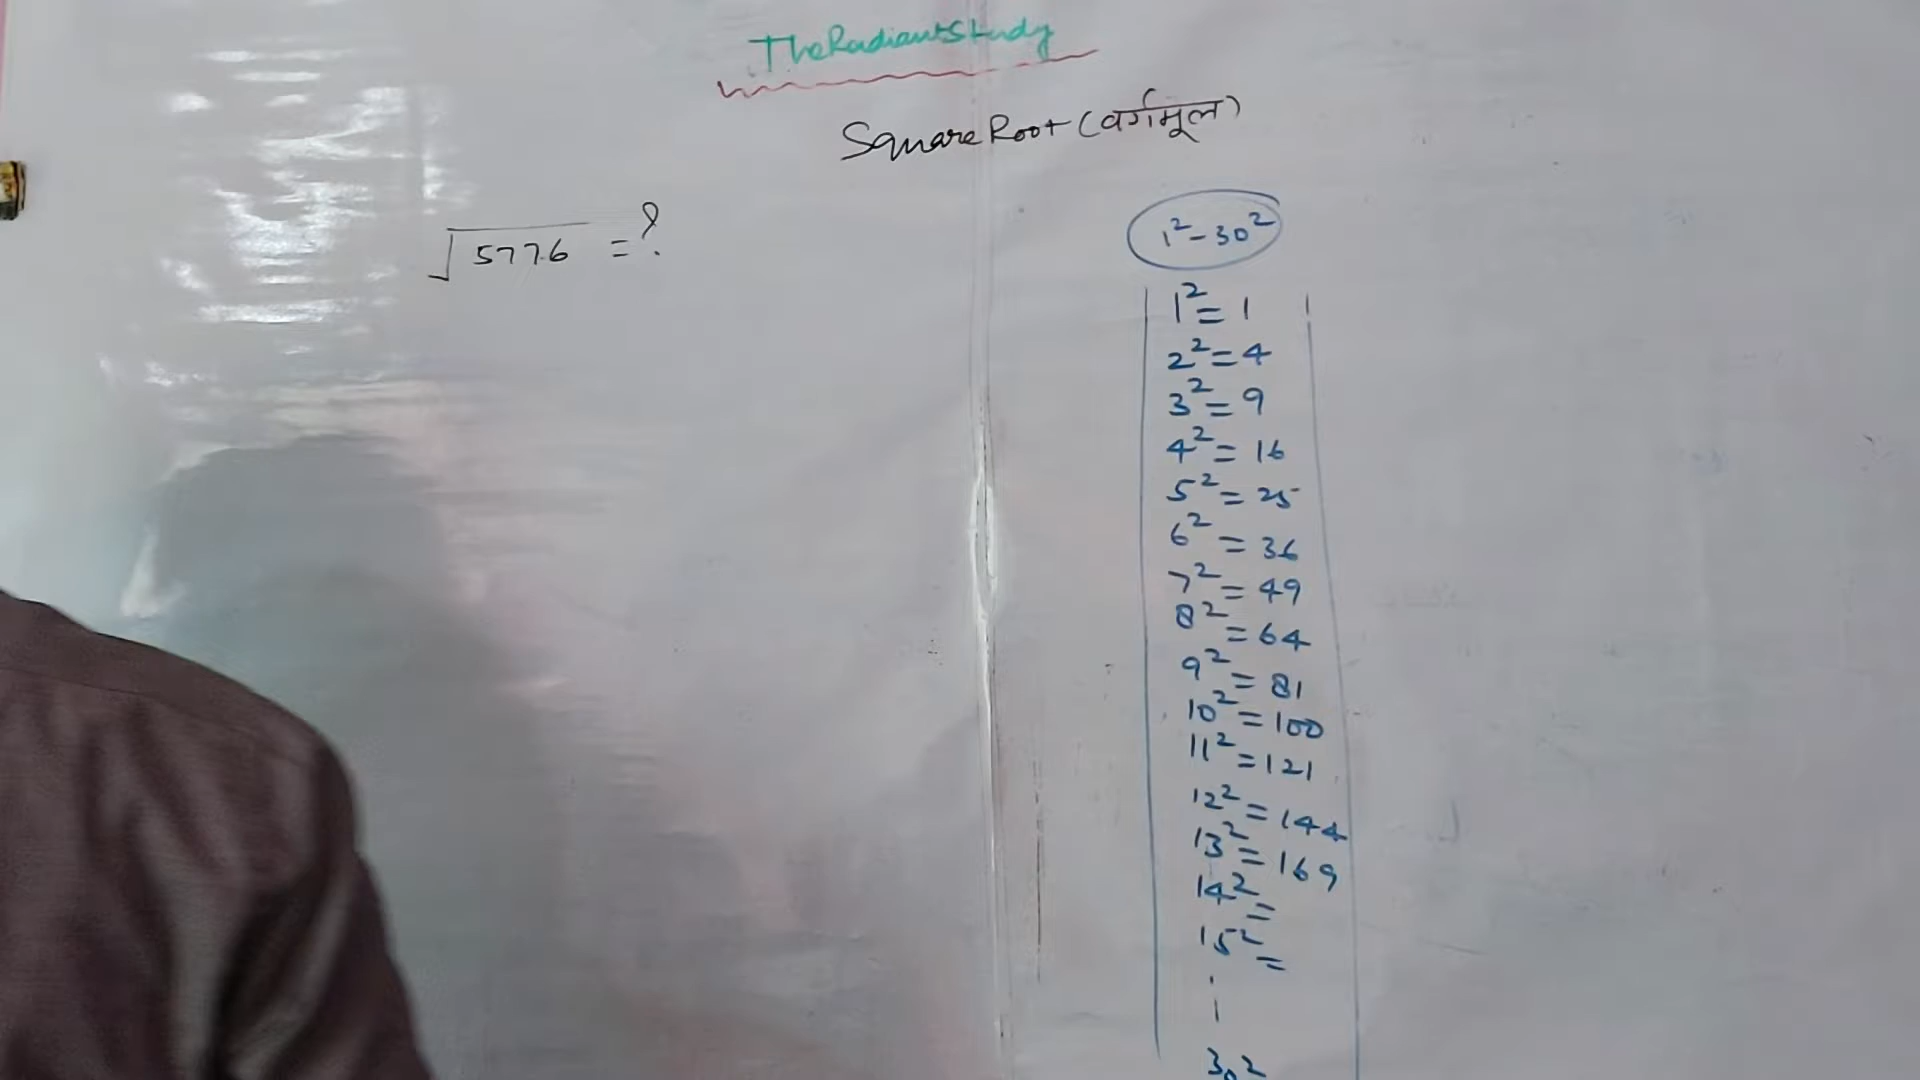 TheRadiantStudy
Square Root (वर्गमूल)
√5776 = ?
1²-30²
1² = 1
2² = 4
3² = 9
4² = 16
5² = 25
6² = 36
7² = 49
8² = 64
9² = 81
10² = 100
11² = 121
12² = 144
13² = 169
14² =
15² =
30²